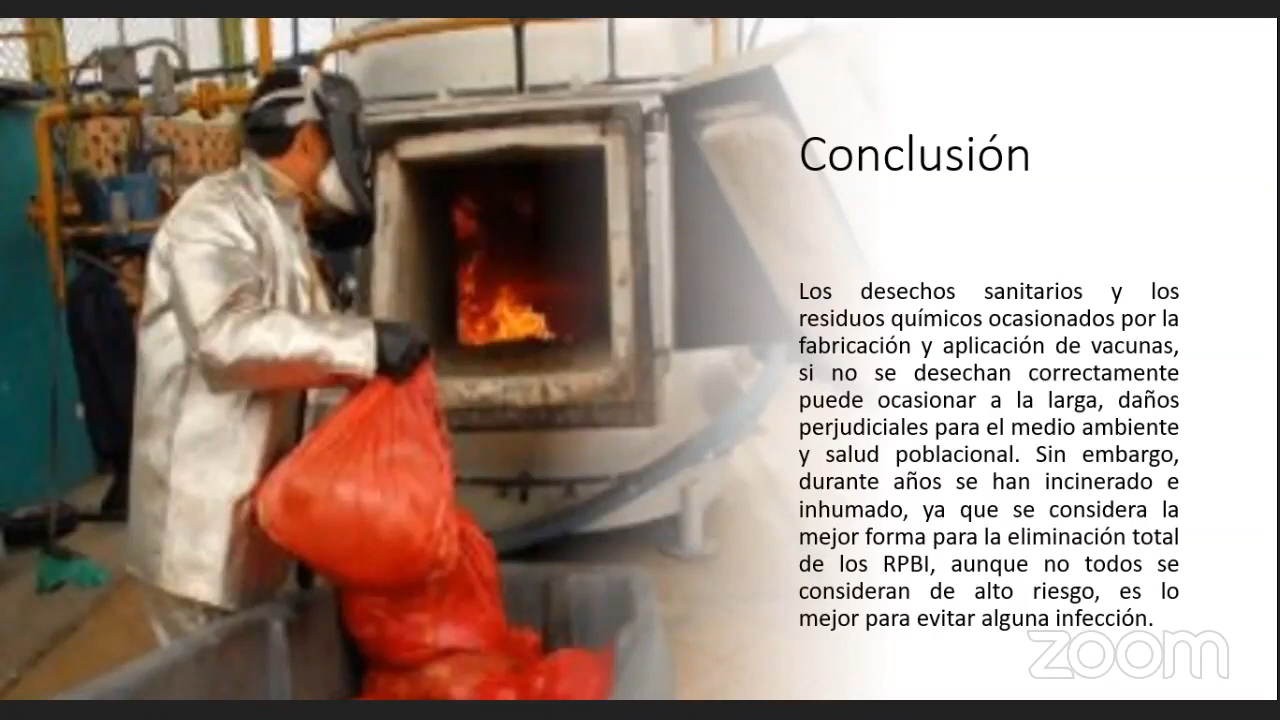 Conclusión
Los desechos sanitarios y los
residuos químicos ocasionados por la
fabricación y aplicación de vacunas,
si no se desechan correctamente
puede ocasionar a la larga, daños
perjudiciales para el medio ambiente
y salud poblacional. Sin embargo,
durante años se han incinerado e
inhumado, ya que se considera la
mejor forma para la eliminación total
de los RPBI, aunque no todos se
consideran de alto riesgo, es lo
mejor para evitar alguna infección.
zoom